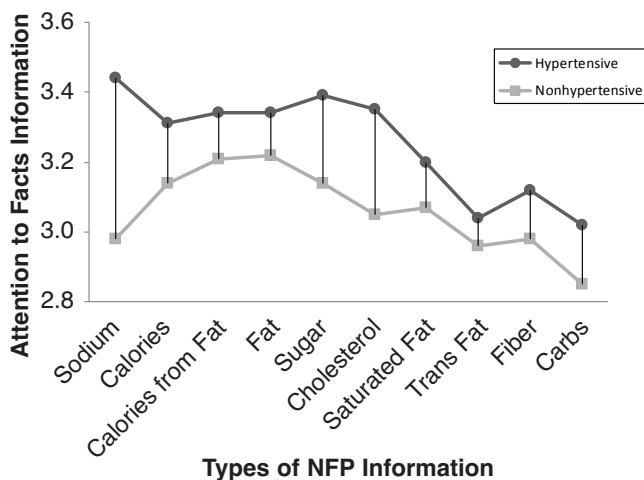 3.6
3.4
3.2
3.0
2.8
Attention to Facts Information
Hypertensive
Nonhypertensive
Sodium
Calories
Calories from Fat
Fat
Sugar
Cholesterol
Saturated Fat
Trans Fat
Fiber
Carbs
Types of NFP Information